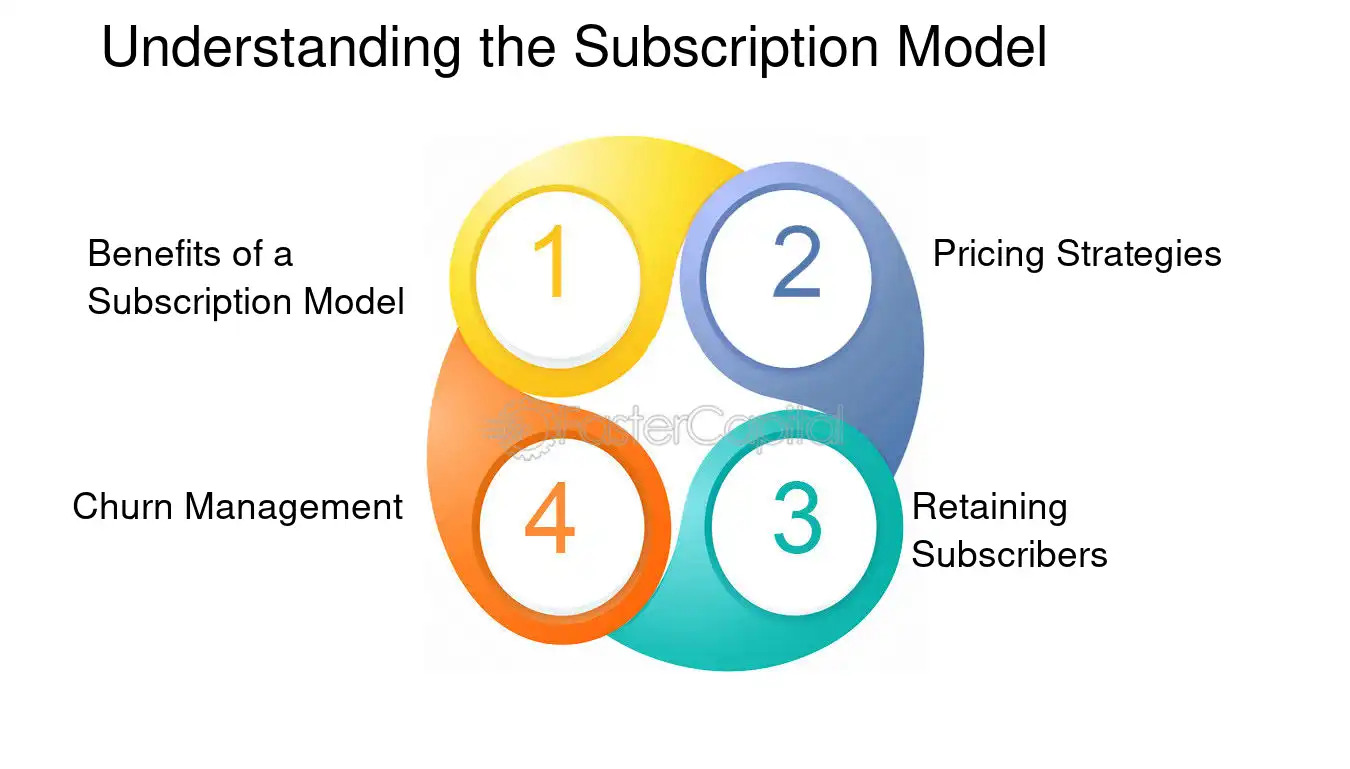 Understanding the Subscription Model
1
Benefits of a
Subscription Model
2
Pricing Strategies
3
Retaining
Subscribers
4
Churn Management
FasterCapital